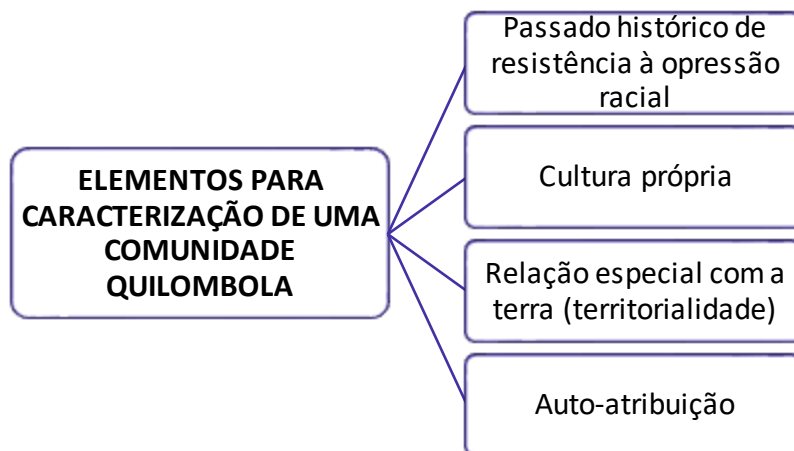 ELEMENTOS PARA
CARACTERIZAÇÃO DE UMA
COMUNIDADE
QUILOMBOLA
Passado histórico de
resistência à opressão
racial
Cultura própria
Relação especial com a
terra (territorialidade)
Auto-atribuição